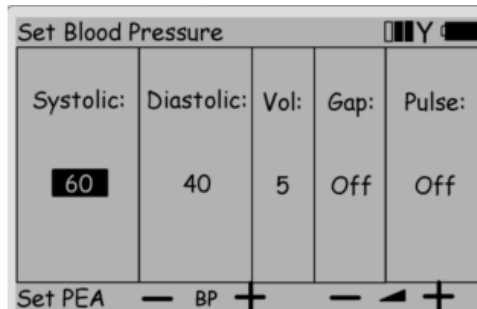 Set Blood Pressure
Systolic: Diastolic: Vol: Gap: Pulse:
60 40 5 Off Off
Set PEA − BP + − +